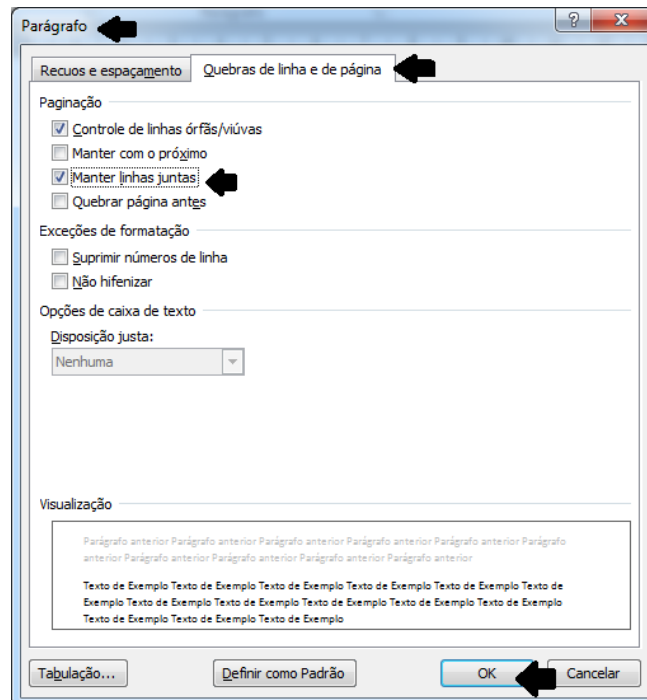 Parágrafo
Recuos e espaçamento
Quebras de linha e de página
Paginação
Controle de linhas órfãs/viúvas
Manter com o próximo
Manter linhas juntas
Quebrar página antes
Exceções de formatação
Suprimir números de linha
Não hifenizar
Opções de caixa de texto
Disposição justa:
Nenhuma
Visualização
Parágrafo anterior Parágrafo anterior Parágrafo anterior Parágrafo anterior Parágrafo anterior Parágrafo
anterior Parágrafo anterior Parágrafo anterior Parágrafo anterior Parágrafo anterior
Texto de Exemplo Texto de Exemplo Texto de Exemplo Texto de Exemplo Texto de Exemplo Texto de
Exemplo Texto de Exemplo Texto de Exemplo Texto de Exemplo Texto de Exemplo Texto de Exemplo
Texto de Exemplo Texto de Exemplo Texto de Exemplo
Tabulação...
Definir como Padrão
OK
Cancelar